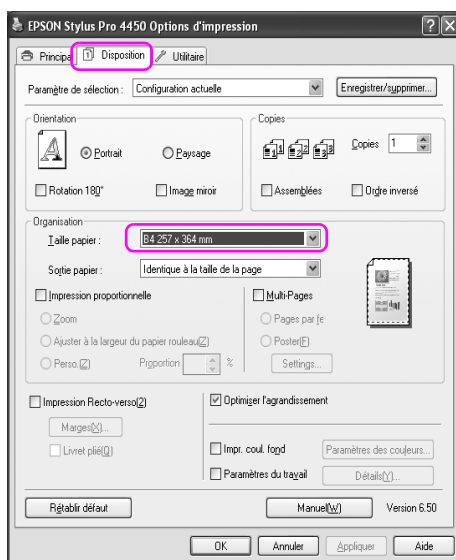 EPSON Stylus Pro 4450 Options d'impression
Principal Disposition Utilitaire
Paramètre de sélection : Configuration actuelle Enregistrer/supprimer...
Orientation Copies
Portrait Paysage Copies 1
Rotation 180° Image miroir Assemblées Ordre inversé
Organisation
Taille papier : B4 257 x 364 mm
Sortie papier : Identique à la taille de la page
Impression proportionnelle Multi-Pages
Zoom Pages par fe
Ajuster à la largeur du papier rouleau(Z) Poster(F)
Perso.(Z) Proportion % Settings...
Impression Recto-verso(2) Optimiser l'agrandissement
Marges(X)...
Livret plié(Q) Impr. coul. fond Paramètres des couleurs...
Paramètres du travail Détails(Y)...
Rétablir défaut Manuel(W) Version 6.50
OK Annuler Appliquer Aide